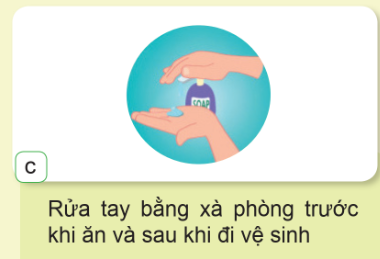 SOAP
c
Rửa tay bằng xà phòng trước
khi ăn và sau khi đi vệ sinh